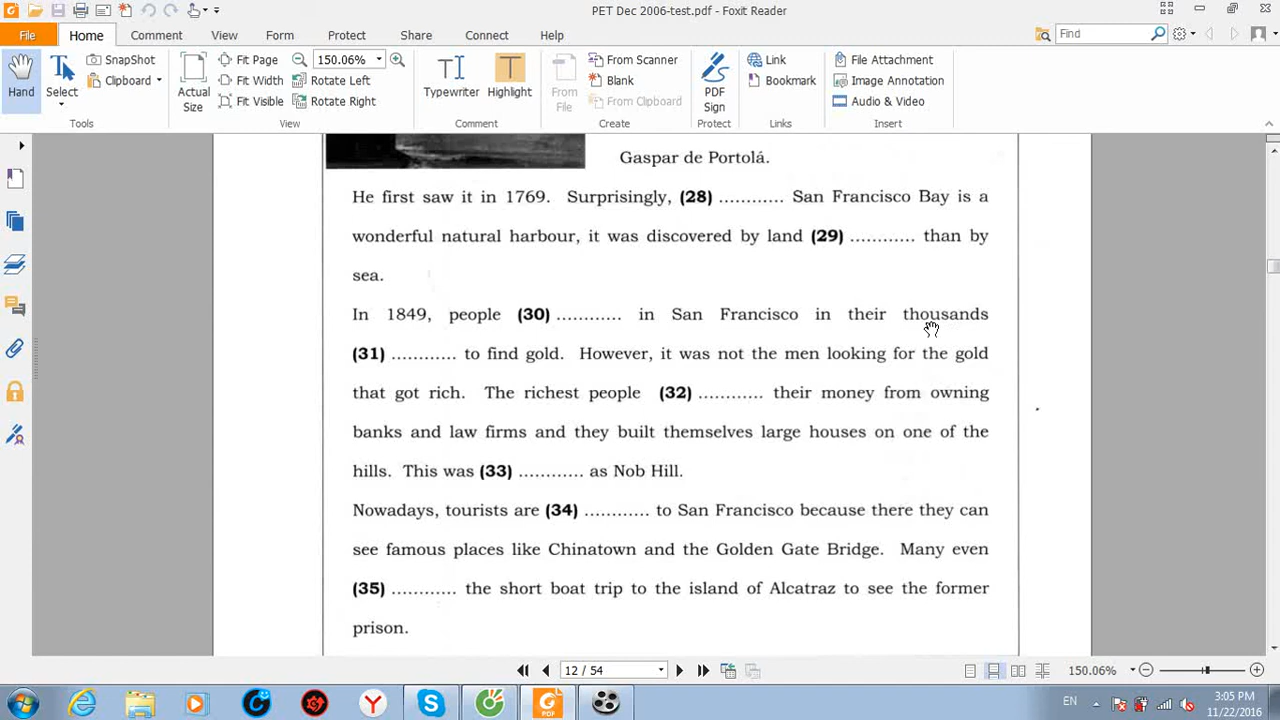 PET Dec 2006-test.pdf - Foxit Reader
File Home Comment View Form Protect Share Connect Help Find
Hand
Select
SnapShot
Clipboard
Actual Size
Fit Page
Fit Width
Fit Visible
150.06%
Rotate Left
Rotate Right
Typewriter
Highlight
From File
From Scanner
Blank
From Clipboard
PDF Sign
Link
Bookmark
File Attachment
Image Annotation
Audio & Video
Tools View Comment Create Protect Links Insert
Gaspar de Portolá.
He first saw it in 1769. Surprisingly, (28) ............ San Francisco Bay is a
wonderful natural harbour, it was discovered by land (29) ............ than by
sea.
In 1849, people (30) ............ in San Francisco in their thousands
(31) ............ to find gold. However, it was not the men looking for the gold
that got rich. The richest people (32) ............ their money from owning
banks and law firms and they built themselves large houses on one of the
hills. This was (33) ............ as Nob Hill.
Nowadays, tourists are (34) ............ to San Francisco because there they can
see famous places like Chinatown and the Golden Gate Bridge. Many even
(35) ............ the short boat trip to the island of Alcatraz to see the former
prison.
12 / 54
150.06%
EN
3:05 PM
11/22/2016